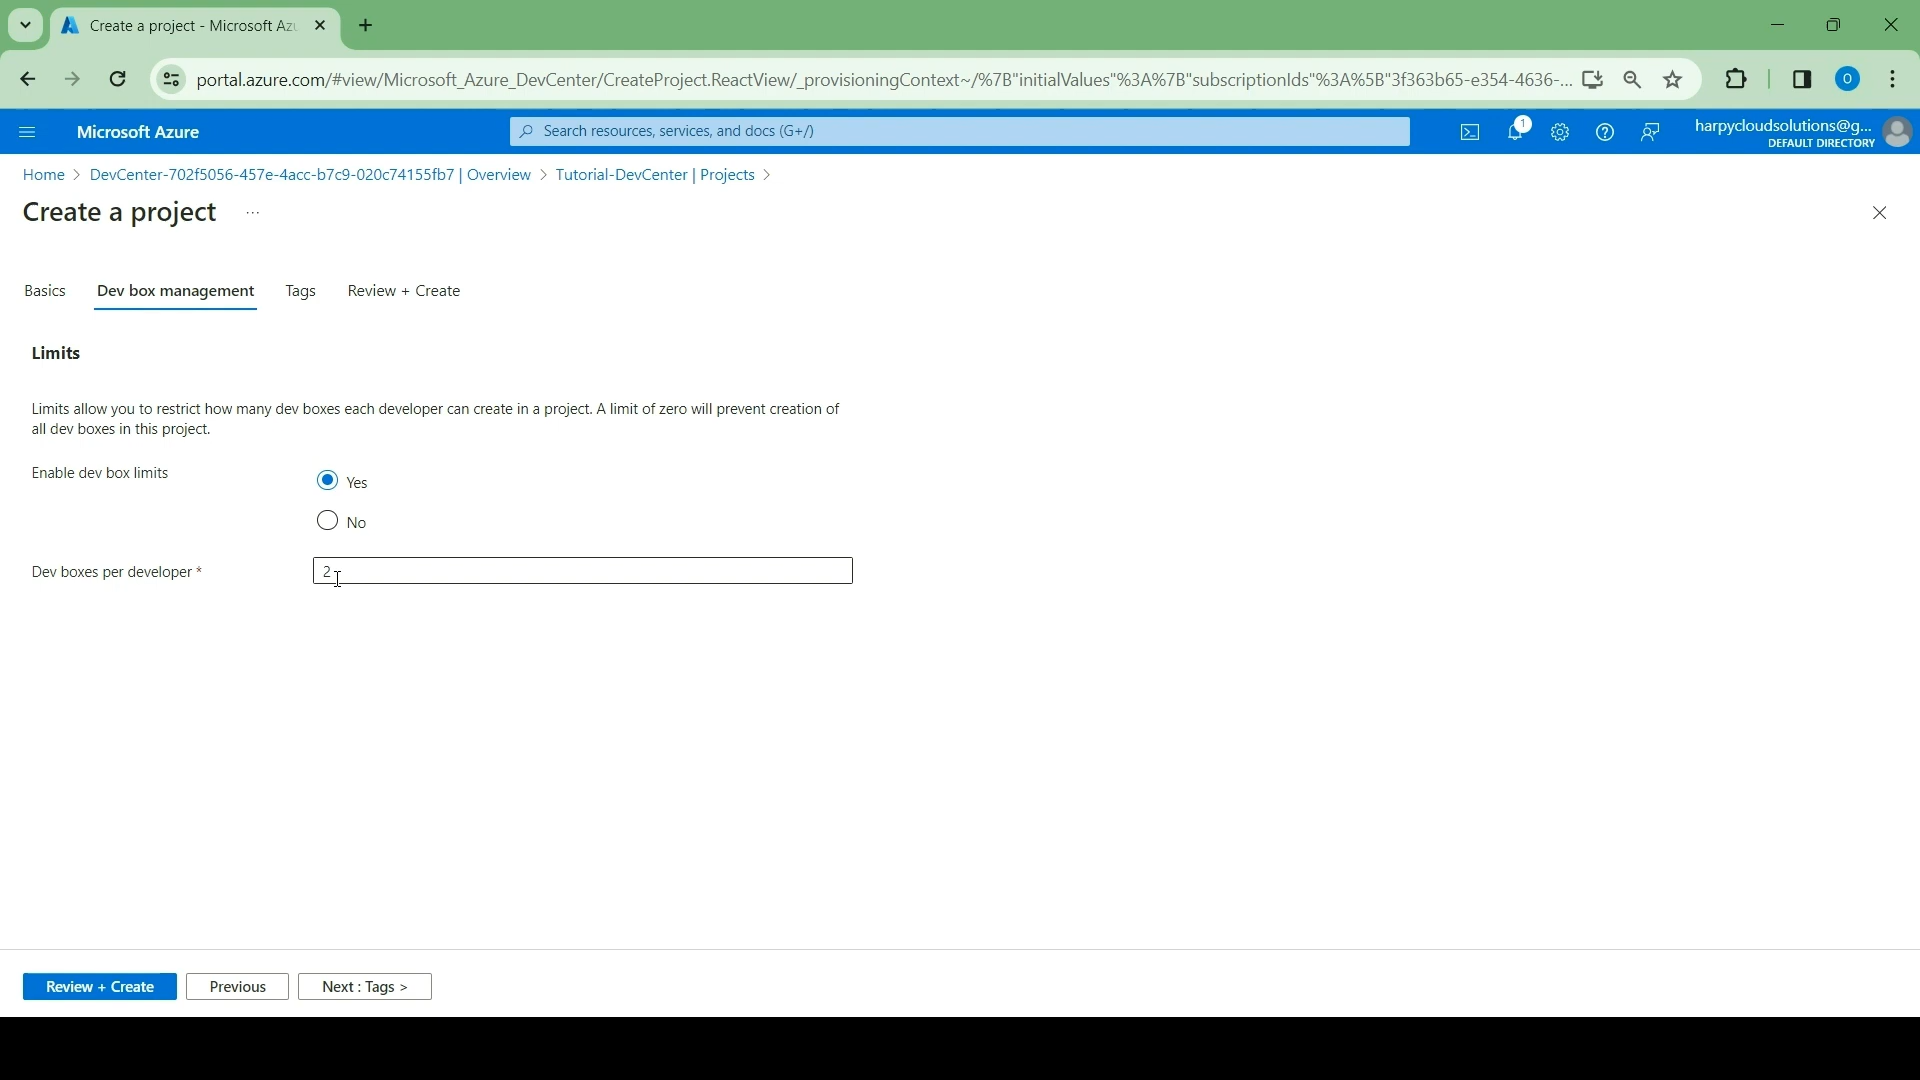 Create a project - Microsoft Az
portal.azure.com/#view/Microsoft_Azure_DevCenter/CreateProject.ReactView/_provisioningContext~/%7B"initialValues"%3A%7B"subscriptionIds"%3A%5B"3f363b65-e354-4636-...
Microsoft Azure
Search resources, services, and docs (G+/)
1
harpycloudsolutions@g...
DEFAULT DIRECTORY
O
Home > DevCenter-702f5056-457e-4acc-b7c9-020c74155fb7 | Overview > Tutorial-DevCenter | Projects >
Create a project ...
Basics Dev box management Tags Review + Create
Limits
Limits allow you to restrict how many dev boxes each developer can create in a project. A limit of zero will prevent creation of
all dev boxes in this project.
Enable dev box limits
Yes
No
Dev boxes per developer *
2
Review + Create Previous Next : Tags >